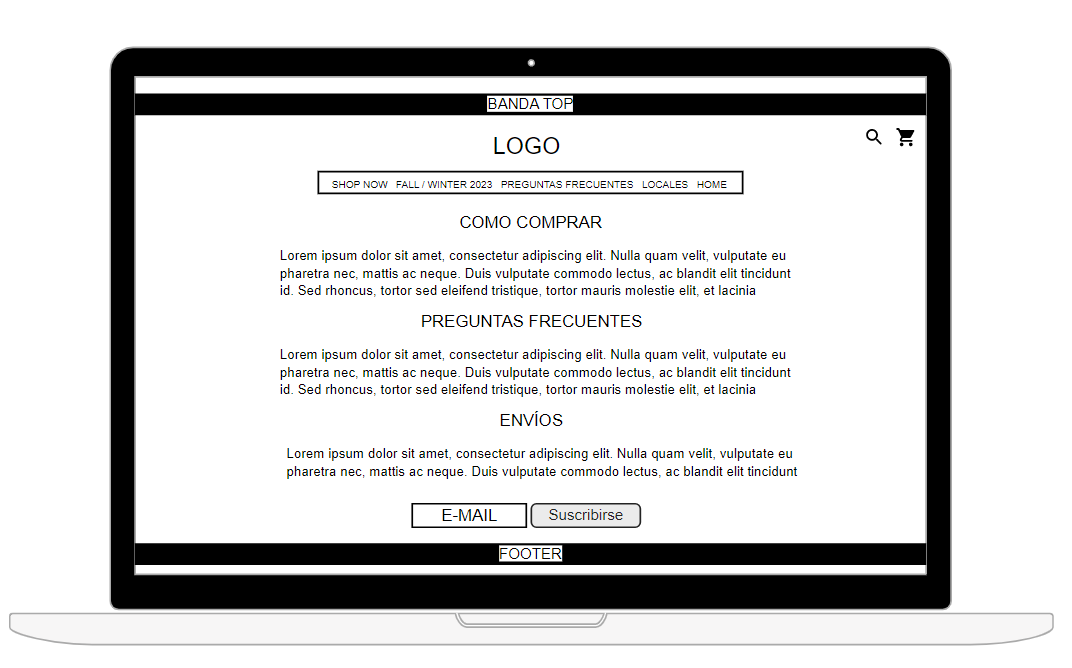 BANDA TOP
LOGO
SHOP NOW FALL / WINTER 2023 PREGUNTAS FRECUENTES LOCALES HOME
COMO COMPRAR
Lorem ipsum dolor sit amet, consectetur adipiscing elit. Nulla quam velit, vulputate eu
pharetra nec, mattis ac neque. Duis vulputate commodo lectus, ac blandit elit tincidunt
id. Sed rhoncus, tortor sed eleifend tristique, tortor mauris molestie elit, et lacinia
PREGUNTAS FRECUENTES
Lorem ipsum dolor sit amet, consectetur adipiscing elit. Nulla quam velit, vulputate eu
pharetra nec, mattis ac neque. Duis vulputate commodo lectus, ac blandit elit tincidunt
id. Sed rhoncus, tortor sed eleifend tristique, tortor mauris molestie elit, et lacinia
ENVÍOS
Lorem ipsum dolor sit amet, consectetur adipiscing elit. Nulla quam velit, vulputate eu
pharetra nec, mattis ac neque. Duis vulputate commodo lectus, ac blandit elit tincidunt
E-MAIL Suscribirse
FOOTER